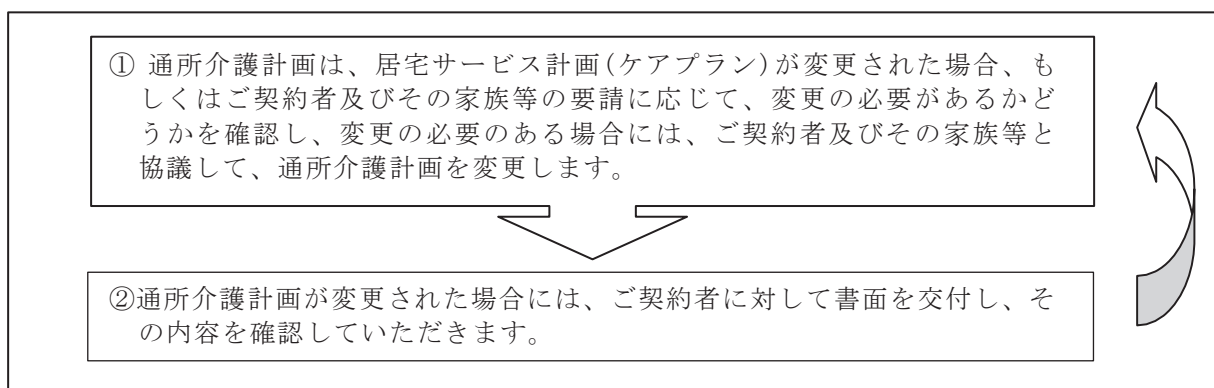 ① 通所介護計画は、居宅サービス計画(ケアプラン)が変更された場合、も
しくはご契約者及びその家族等の要請に応じて、変更の必要があるかど
うかを確認し、変更の必要のある場合には、ご契約者及びその家族等と
協議して、通所介護計画を変更します。
②通所介護計画が変更された場合には、ご契約者に対して書面を交付し、そ
の内容を確認していただきます。